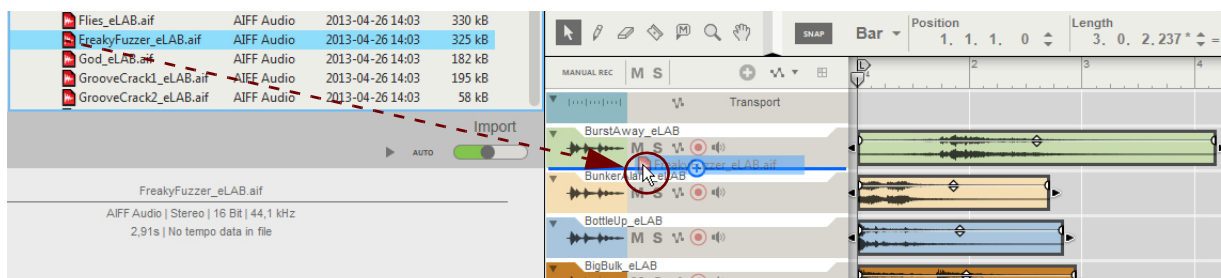 Flies_eLAB.aif AIFF Audio 2013-04-26 14:03 330 kB
FreakyFuzzer_eLAB.aif AIFF Audio 2013-04-26 14:03 325 kB
God_eLAB.aif AIFF Audio 2013-04-26 14:03 182 kB
GrooveCrack1_eLAB.aif AIFF Audio 2013-04-26 14:03 195 kB
GrooveCrack2_eLAB.aif AIFF Audio 2013-04-26 14:03 58 kB
Import
AUTO
FreakyFuzzer_eLAB.aif
AIFF Audio | Stereo | 16 Bit | 44,1 kHz
2,91s | No tempo data in file
M SNAP Bar Position Length
1. 1. 1. 0 3. 0. 2.237 * =
MANUAL REC M S L 2 3 4
Transport
BurstAway_eLAB
M S
FreakyFuzzer_eLAB.aif
BunkerAlarm_eLAB
M S
BottleUp_eLAB
M S
BigBulk_eLAB